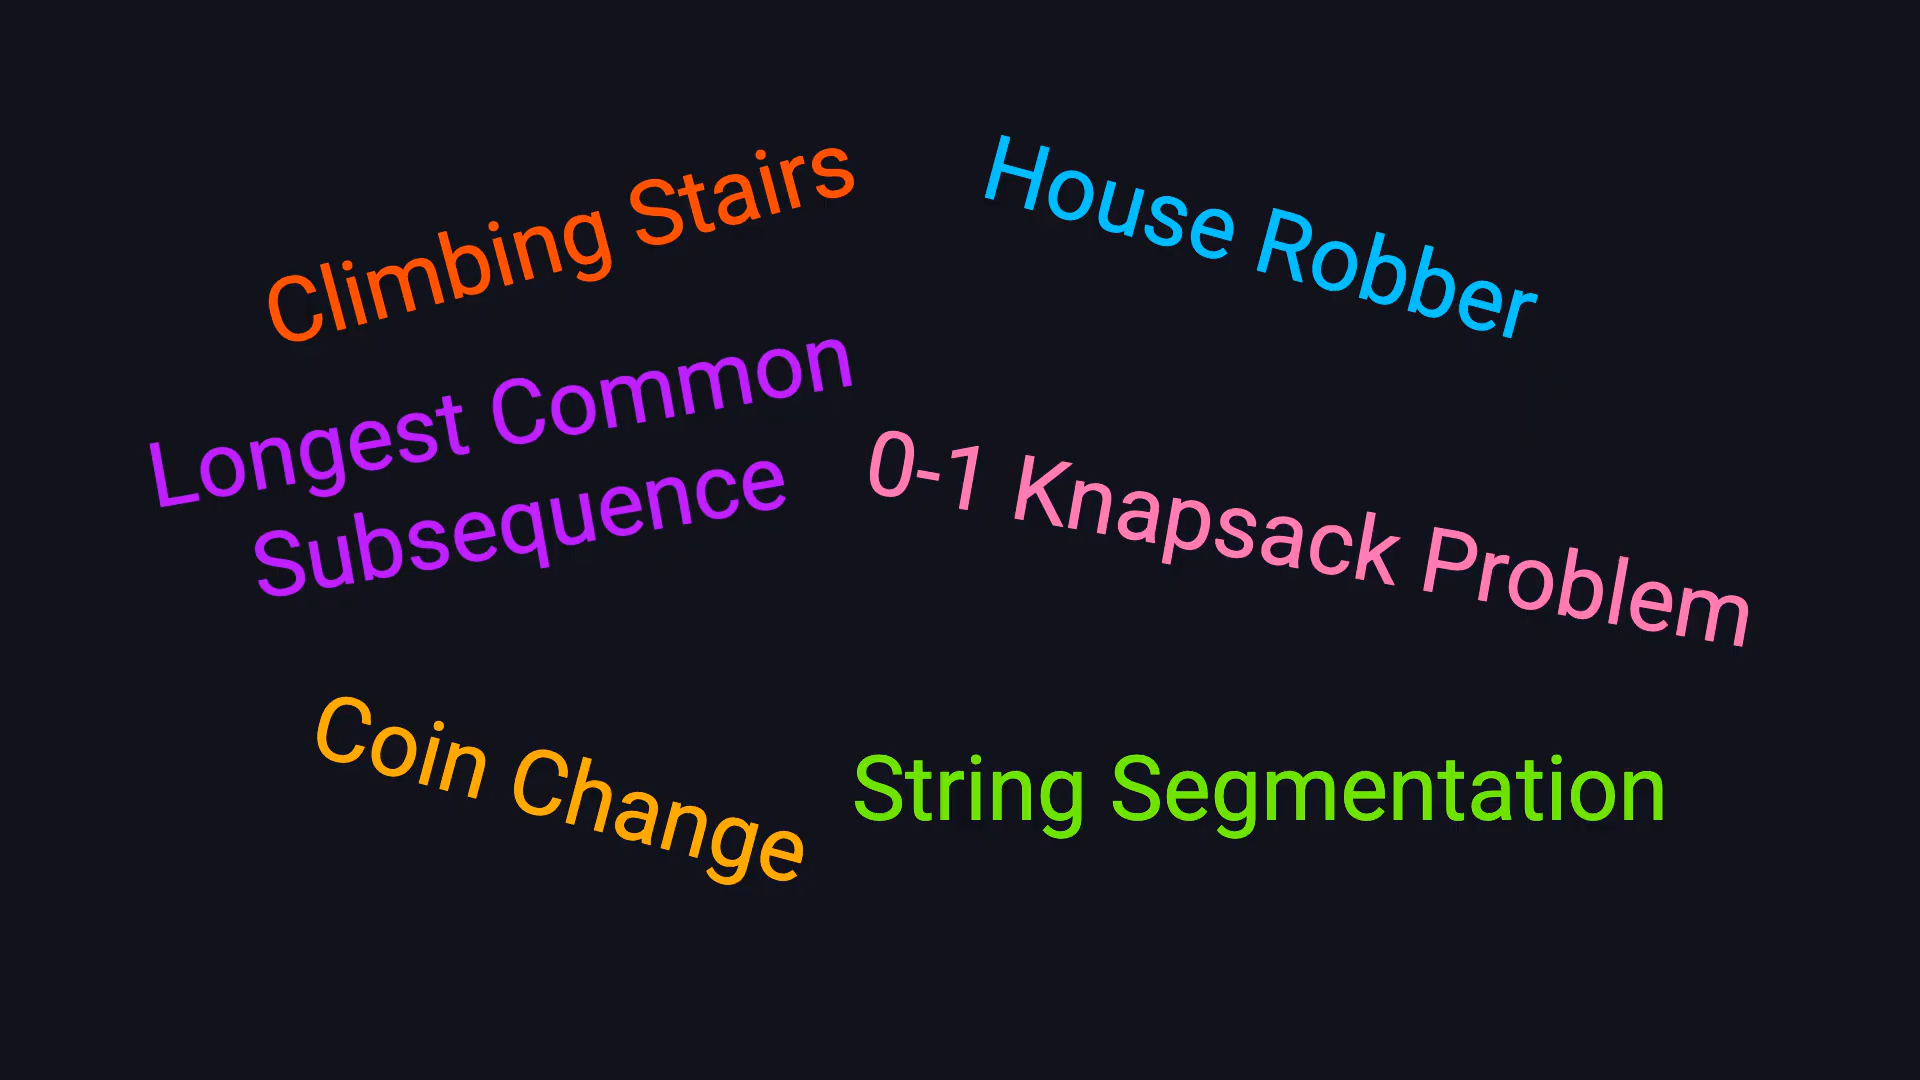 Climbing Stairs
House Robber
Longest Common
Subsequence
0-1 Knapsack Problem
Coin Change
String Segmentation